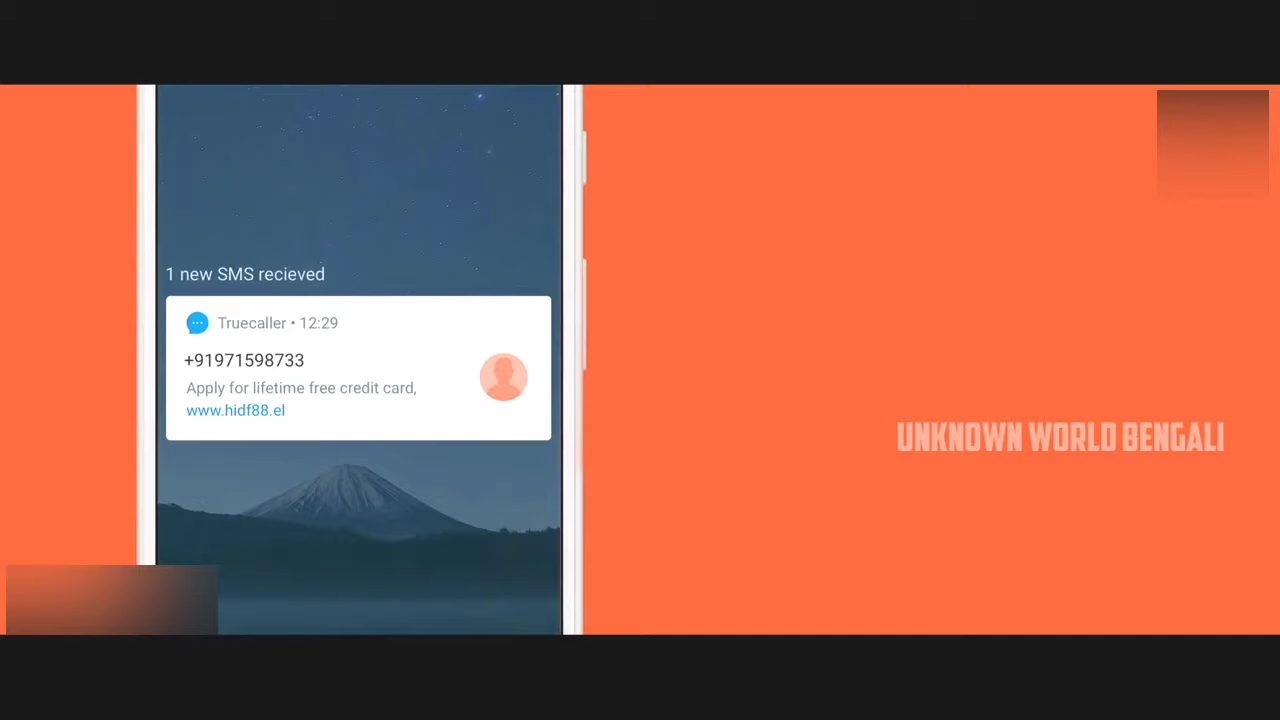 1 new SMS recieved
Truecaller • 12:29
+91971598733
Apply for lifetime free credit card,
www.hidf88.el
UNKNOWN WORLD BENGALI